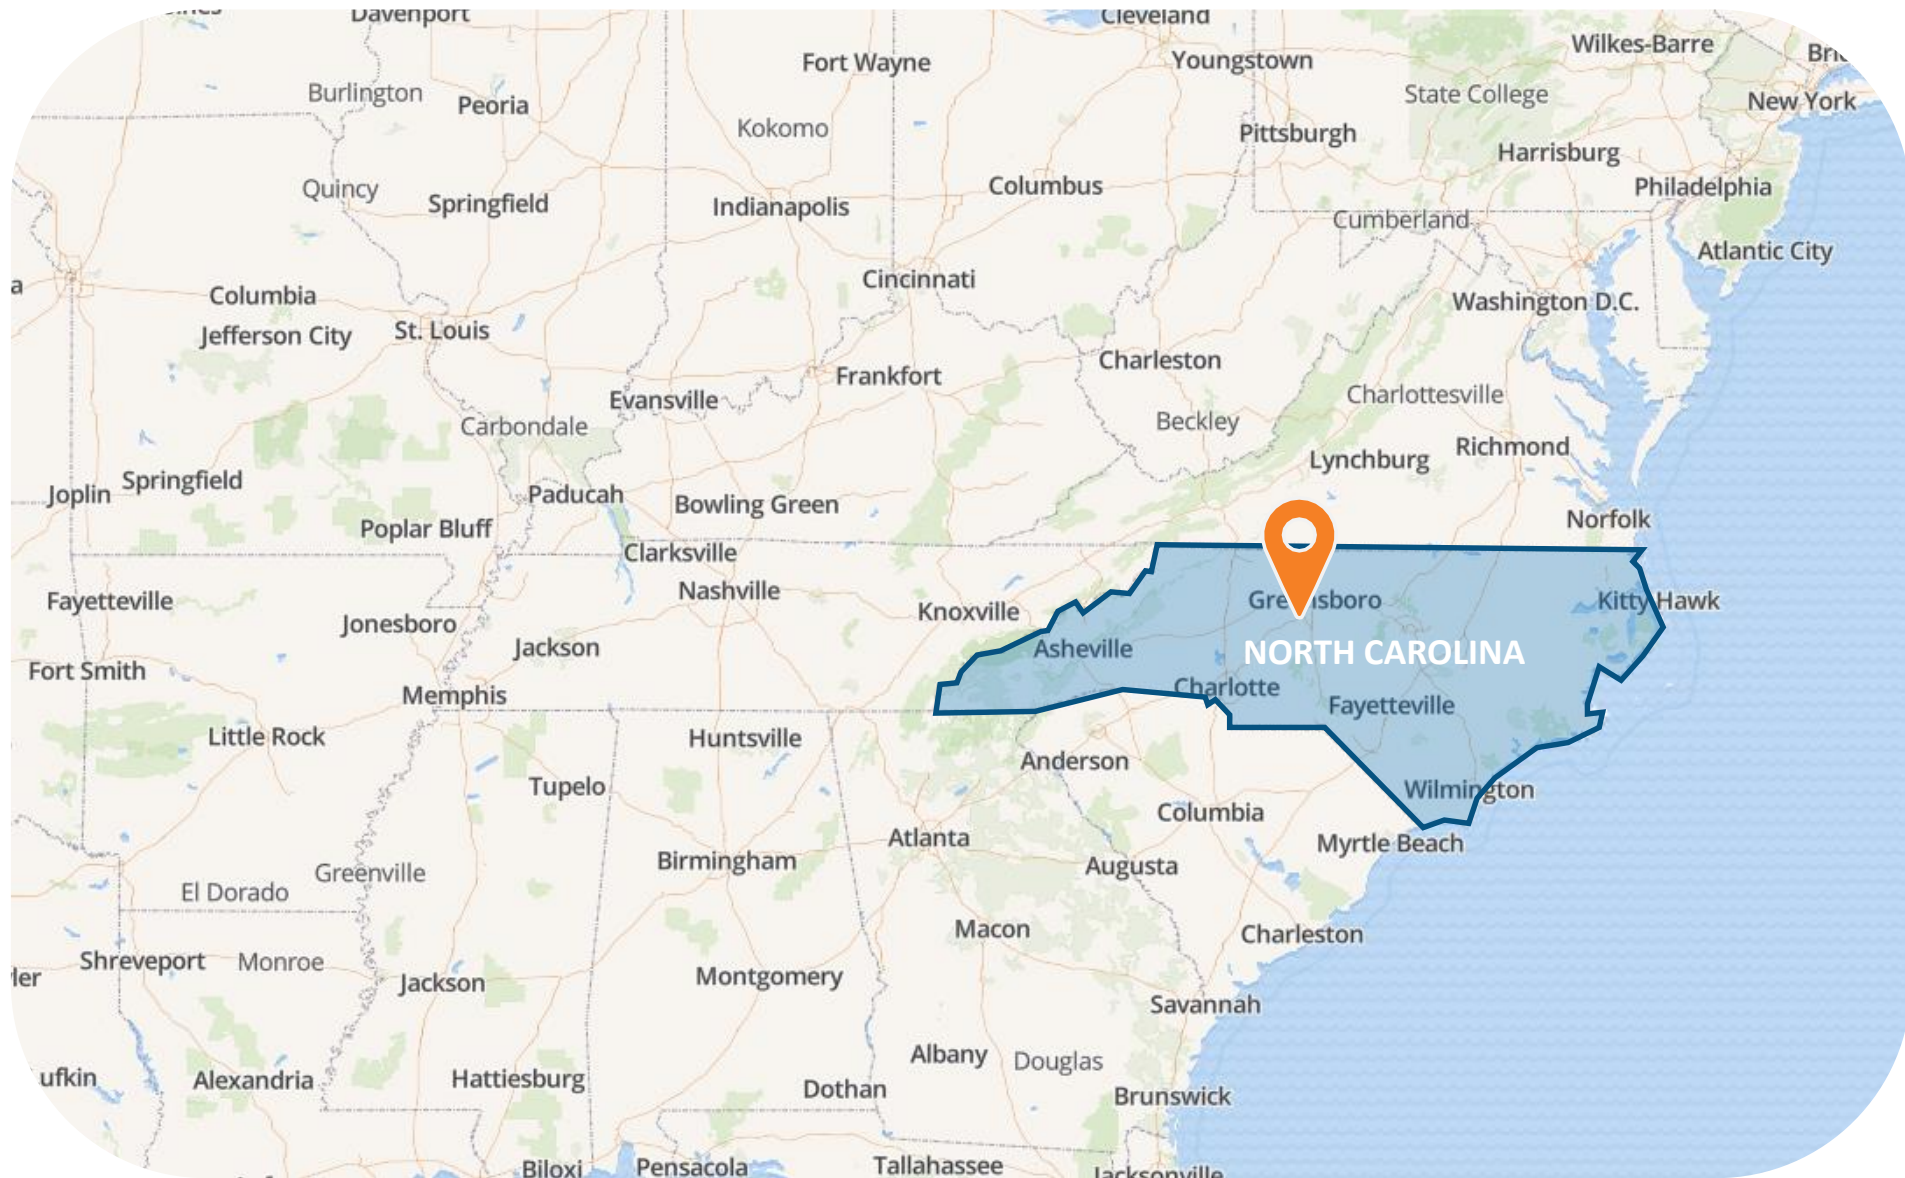 Davenport
Cleveland
Fort Wayne
Youngstown
Wilkes-Barre
Burlington
Peoria
State College
New York
Kokomo
Pittsburgh
Harrisburg
Quincy
Springfield
Indianapolis
Columbus
Philadelphia
Cumberland
Atlantic City
Cincinnati
Columbia
Washington D.C.
Jefferson City
St. Louis
Charleston
Frankfort
Evansville
Charlottesville
Carbondale
Beckley
Richmond
Lynchburg
Springfield
Joplin
Paducah
Bowling Green
Poplar Bluff
Norfolk
Clarksville
Nashville
Fayetteville
Knoxville
Greensboro
Kitty Hawk
Jonesboro
Jackson
Asheville
NORTH CAROLINA
Fort Smith
Memphis
Charlotte
Fayetteville
Little Rock
Huntsville
Anderson
Tupelo
Wilmington
Columbia
Atlanta
Myrtle Beach
Birmingham
Augusta
Greenville
El Dorado
Macon
Charleston
Shreveport
Monroe
Jackson
Montgomery
Savannah
Albany
Douglas
ufkin
Alexandria
Hattiesburg
Dothan
Brunswick
Biloxi
Pensacola
Tallahassee
Jacksonville